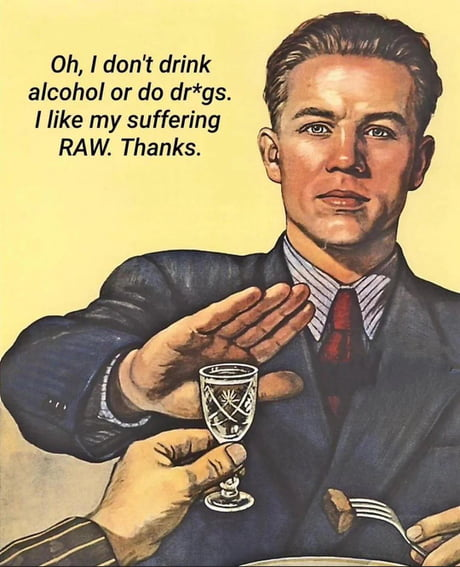 Oh, I don't drink
alcohol or do dr*gs.
I like my suffering
RAW. Thanks.